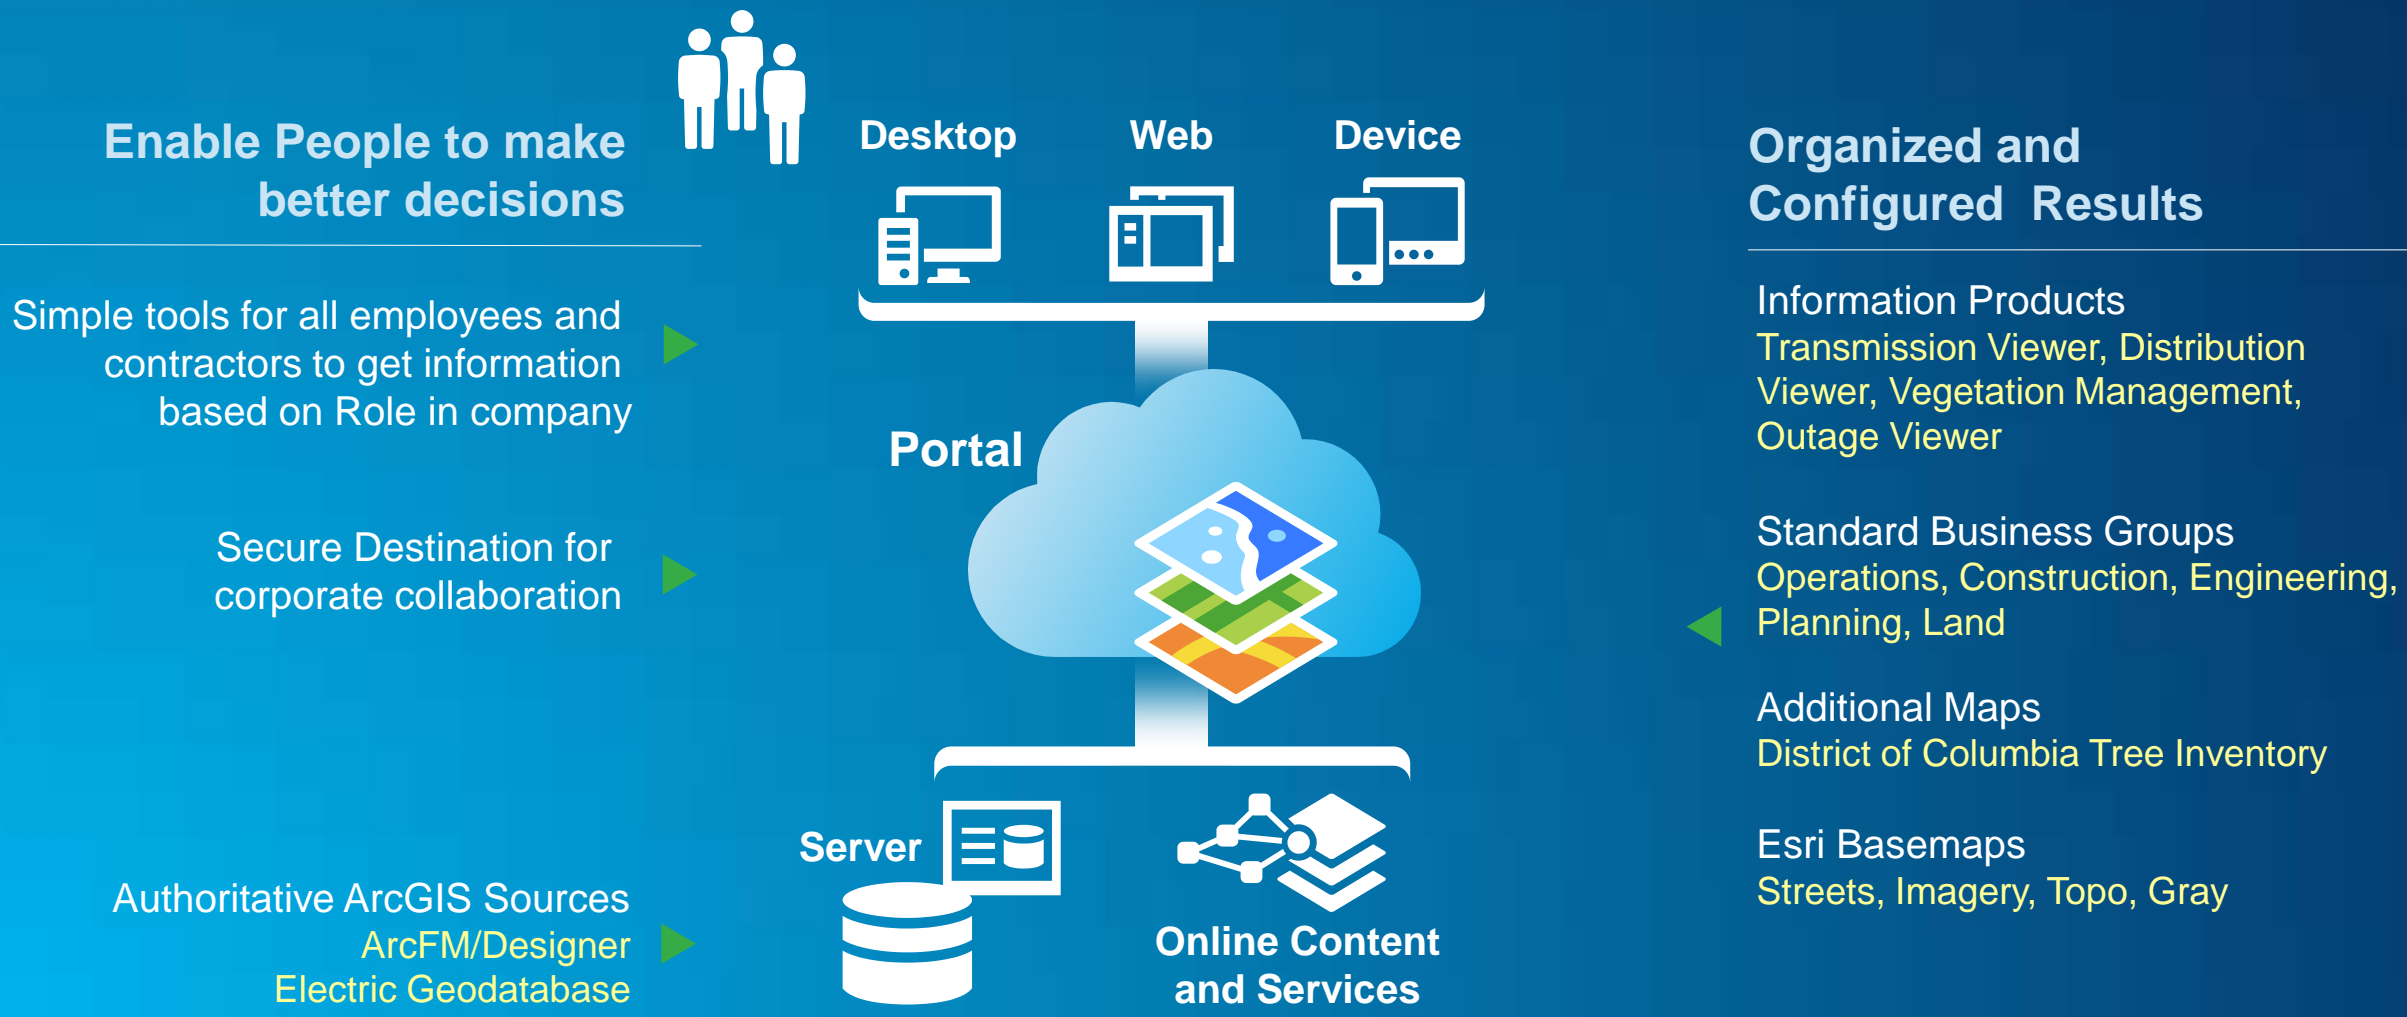 Enable People to make
better decisions
Simple tools for all employees and
contractors to get information
based on Role in company
Secure Destination for
corporate collaboration
Authoritative ArcGIS Sources
ArcFM/Designer
Electric Geodatabase
Desktop
Web
Device
Portal
Server
Online Content
and Services
Organized and
Configured Results
Information Products
Transmission Viewer, Distribution
Viewer, Vegetation Management,
Outage Viewer
Standard Business Groups
Operations, Construction, Engineering,
Planning, Land
Additional Maps
District of Columbia Tree Inventory
Esri Basemaps
Streets, Imagery, Topo, Gray